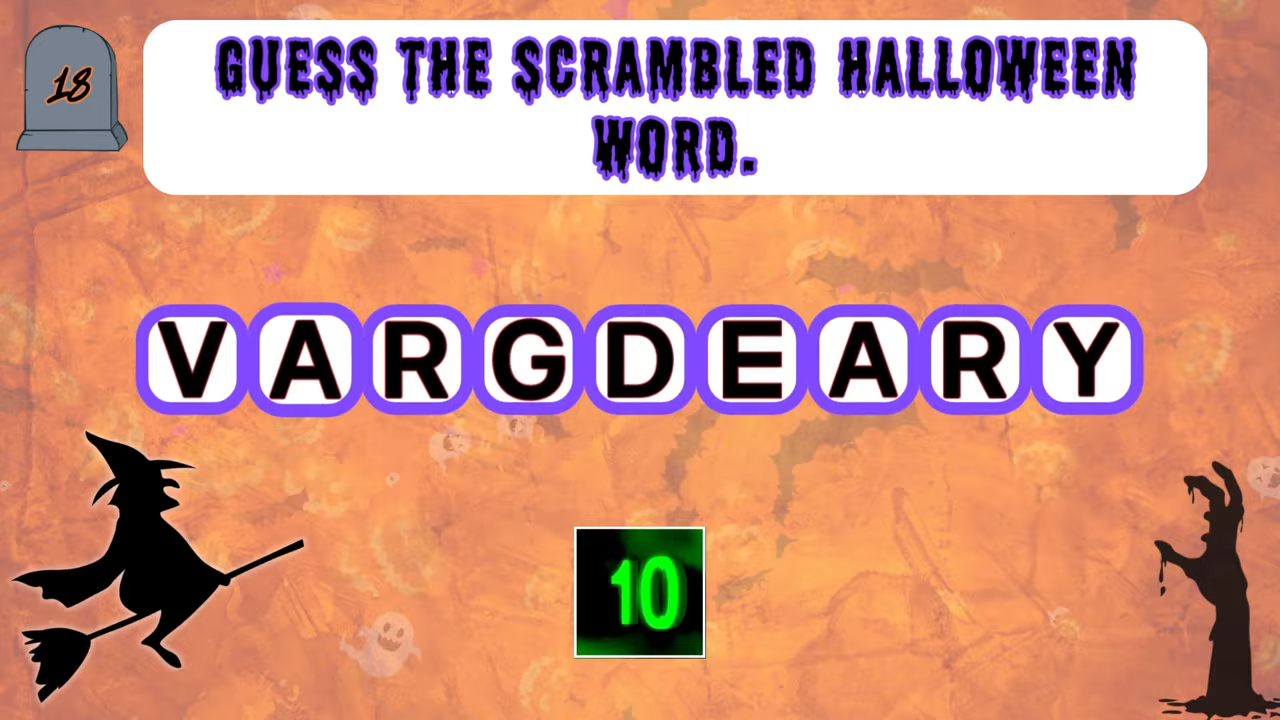 18
GUESS THE SCRAMBLED HALLOWEEN
WORD.
VARGDEARY
10